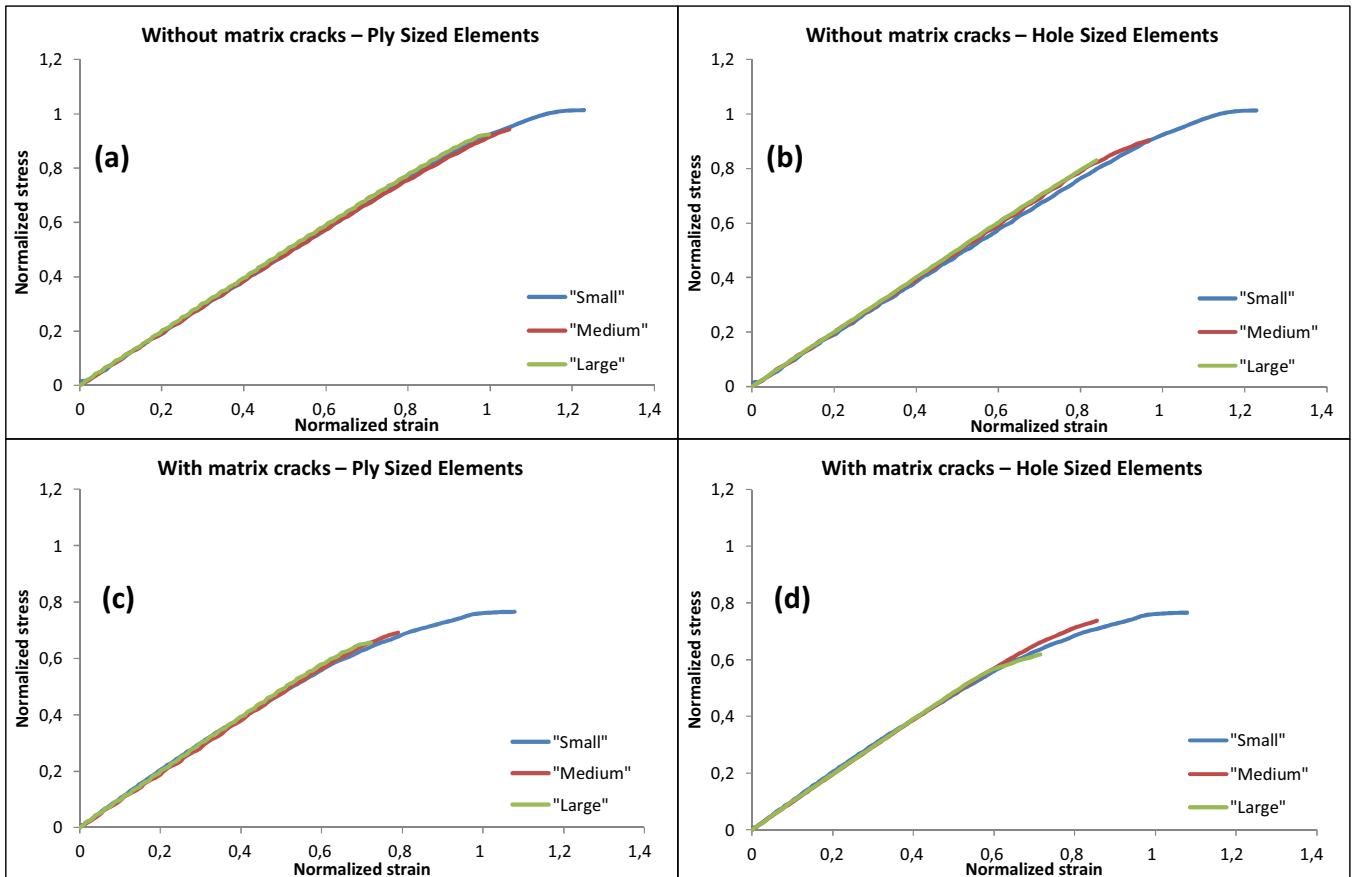 Without matrix cracks – Ply Sized Elements
1,2
1
0,8
0,6
0,4
0,2
0
Normalized stress
(a)
"Small"
"Medium"
"Large"
0 0,2 0,4 0,6 0,8 1 1,2 1,4
Normalized strain
Without matrix cracks – Hole Sized Elements
1,2
1
0,8
0,6
0,4
0,2
0
Normalized stress
(b)
"Small"
"Medium"
"Large"
0 0,2 0,4 0,6 0,8 1 1,2 1,4
Normalized strain
With matrix cracks – Ply Sized Elements
1,2
1
0,8
0,6
0,4
0,2
0
Normalized stress
(c)
"Small"
"Medium"
"Large"
0 0,2 0,4 0,6 0,8 1 1,2 1,4
Normalized strain
With matrix cracks – Hole Sized Elements
1,2
1
0,8
0,6
0,4
0,2
0
Normalized stress
(d)
"Small"
"Medium"
"Large"
0 0,2 0,4 0,6 0,8 1 1,2 1,4
Normalized strain